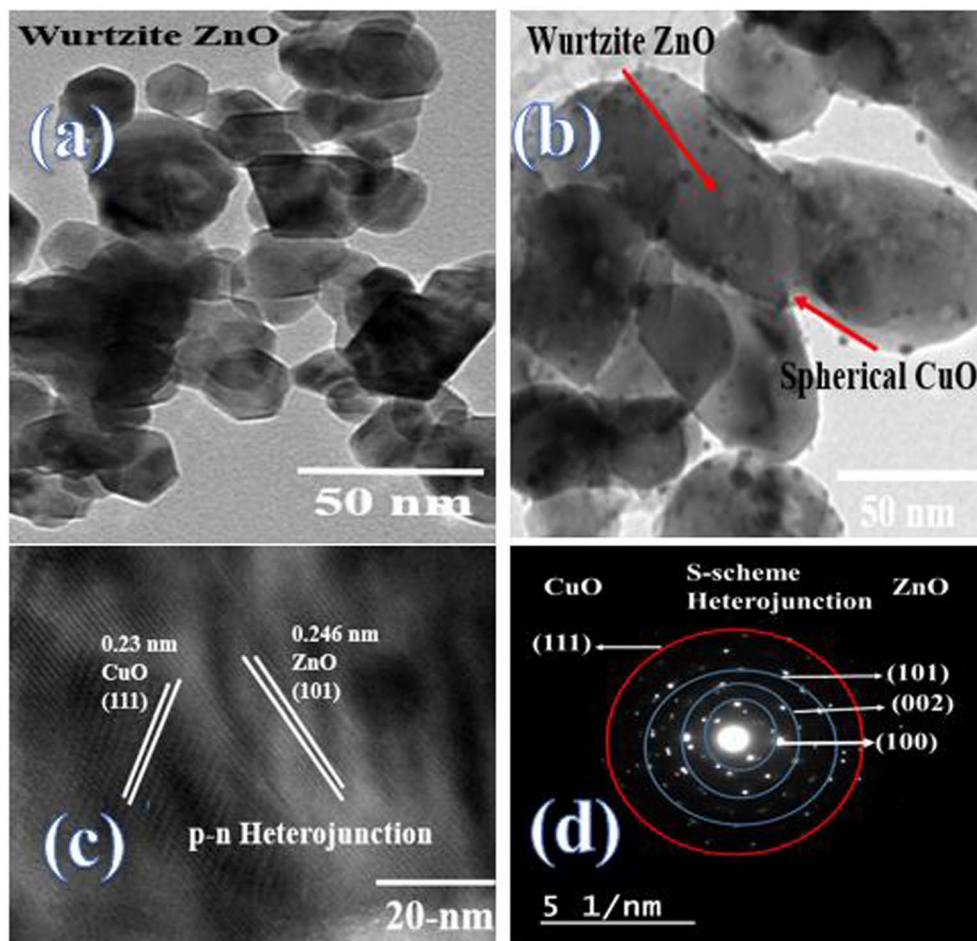 Wurtzite ZnO
(a)
50 nm
Wurtzite ZnO
(b)
Spherical CuO
50 nm
0.23 nm
CuO
(111)
0.246 nm
ZnO
(101)
p-n Heterojunction
(c)
20-nm
CuO
S-scheme
Heterojunction
ZnO
(111)
(101)
(002)
(100)
(d)
5 1/nm